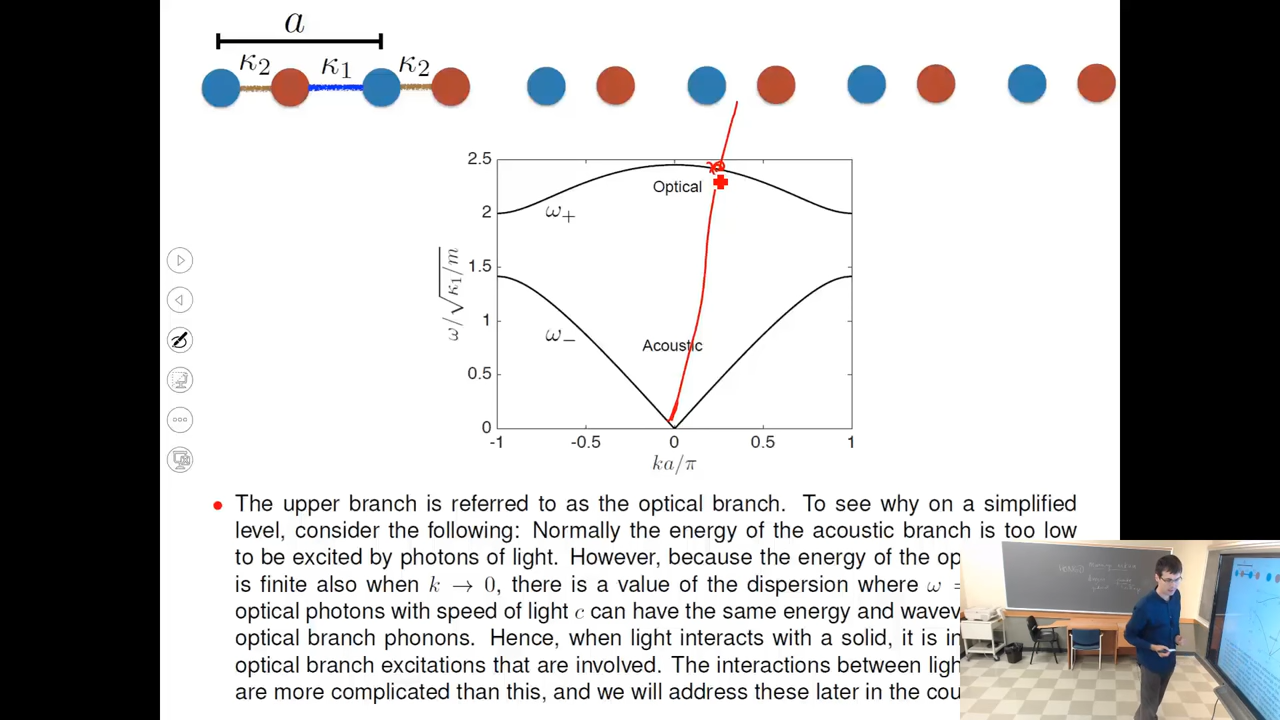 a
κ₂ κ₁ κ₂
2.5
2
1.5
1
0.5
0
Optical
ω₊
Acoustic
ω₋
ω/√κ₁/m
-1 -0.5 0 0.5 1
ka/π
• The upper branch is referred to as the optical branch. To see why on a simplified
level, consider the following: Normally the energy of the acoustic branch is too low
to be excited by photons of light. However, because the energy of the op
is finite also when k → 0, there is a value of the dispersion where ω =
optical photons with speed of light c can have the same energy and wavev
optical branch phonons. Hence, when light interacts with a solid, it is in
optical branch excitations that are involved. The interactions between ligh
are more complicated than this, and we will address these later in the cou